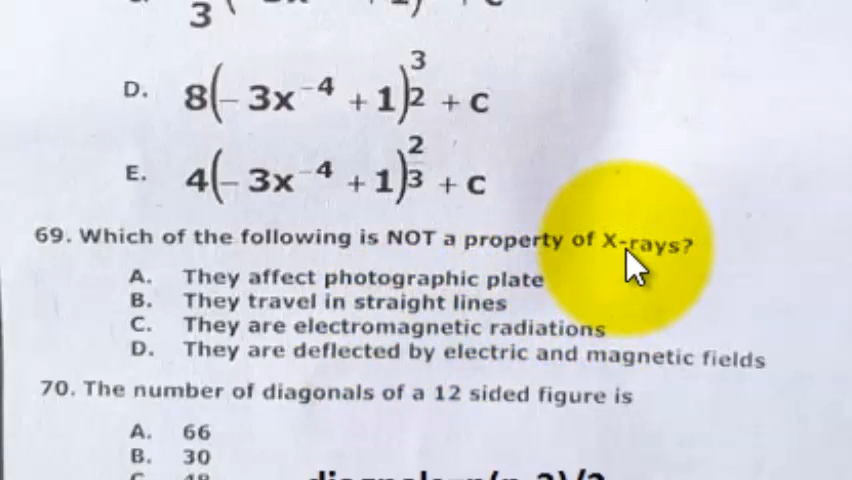 3
D. 8(- 3x⁻⁴ + 1)^3/2 + c
E. 4(- 3x⁻⁴ + 1)^2/3 + c
69. Which of the following is NOT a property of X-rays?
A. They affect photographic plate
B. They travel in straight lines
C. They are electromagnetic radiations
D. They are deflected by electric and magnetic fields
70. The number of diagonals of a 12 sided figure is
A. 66
B. 30